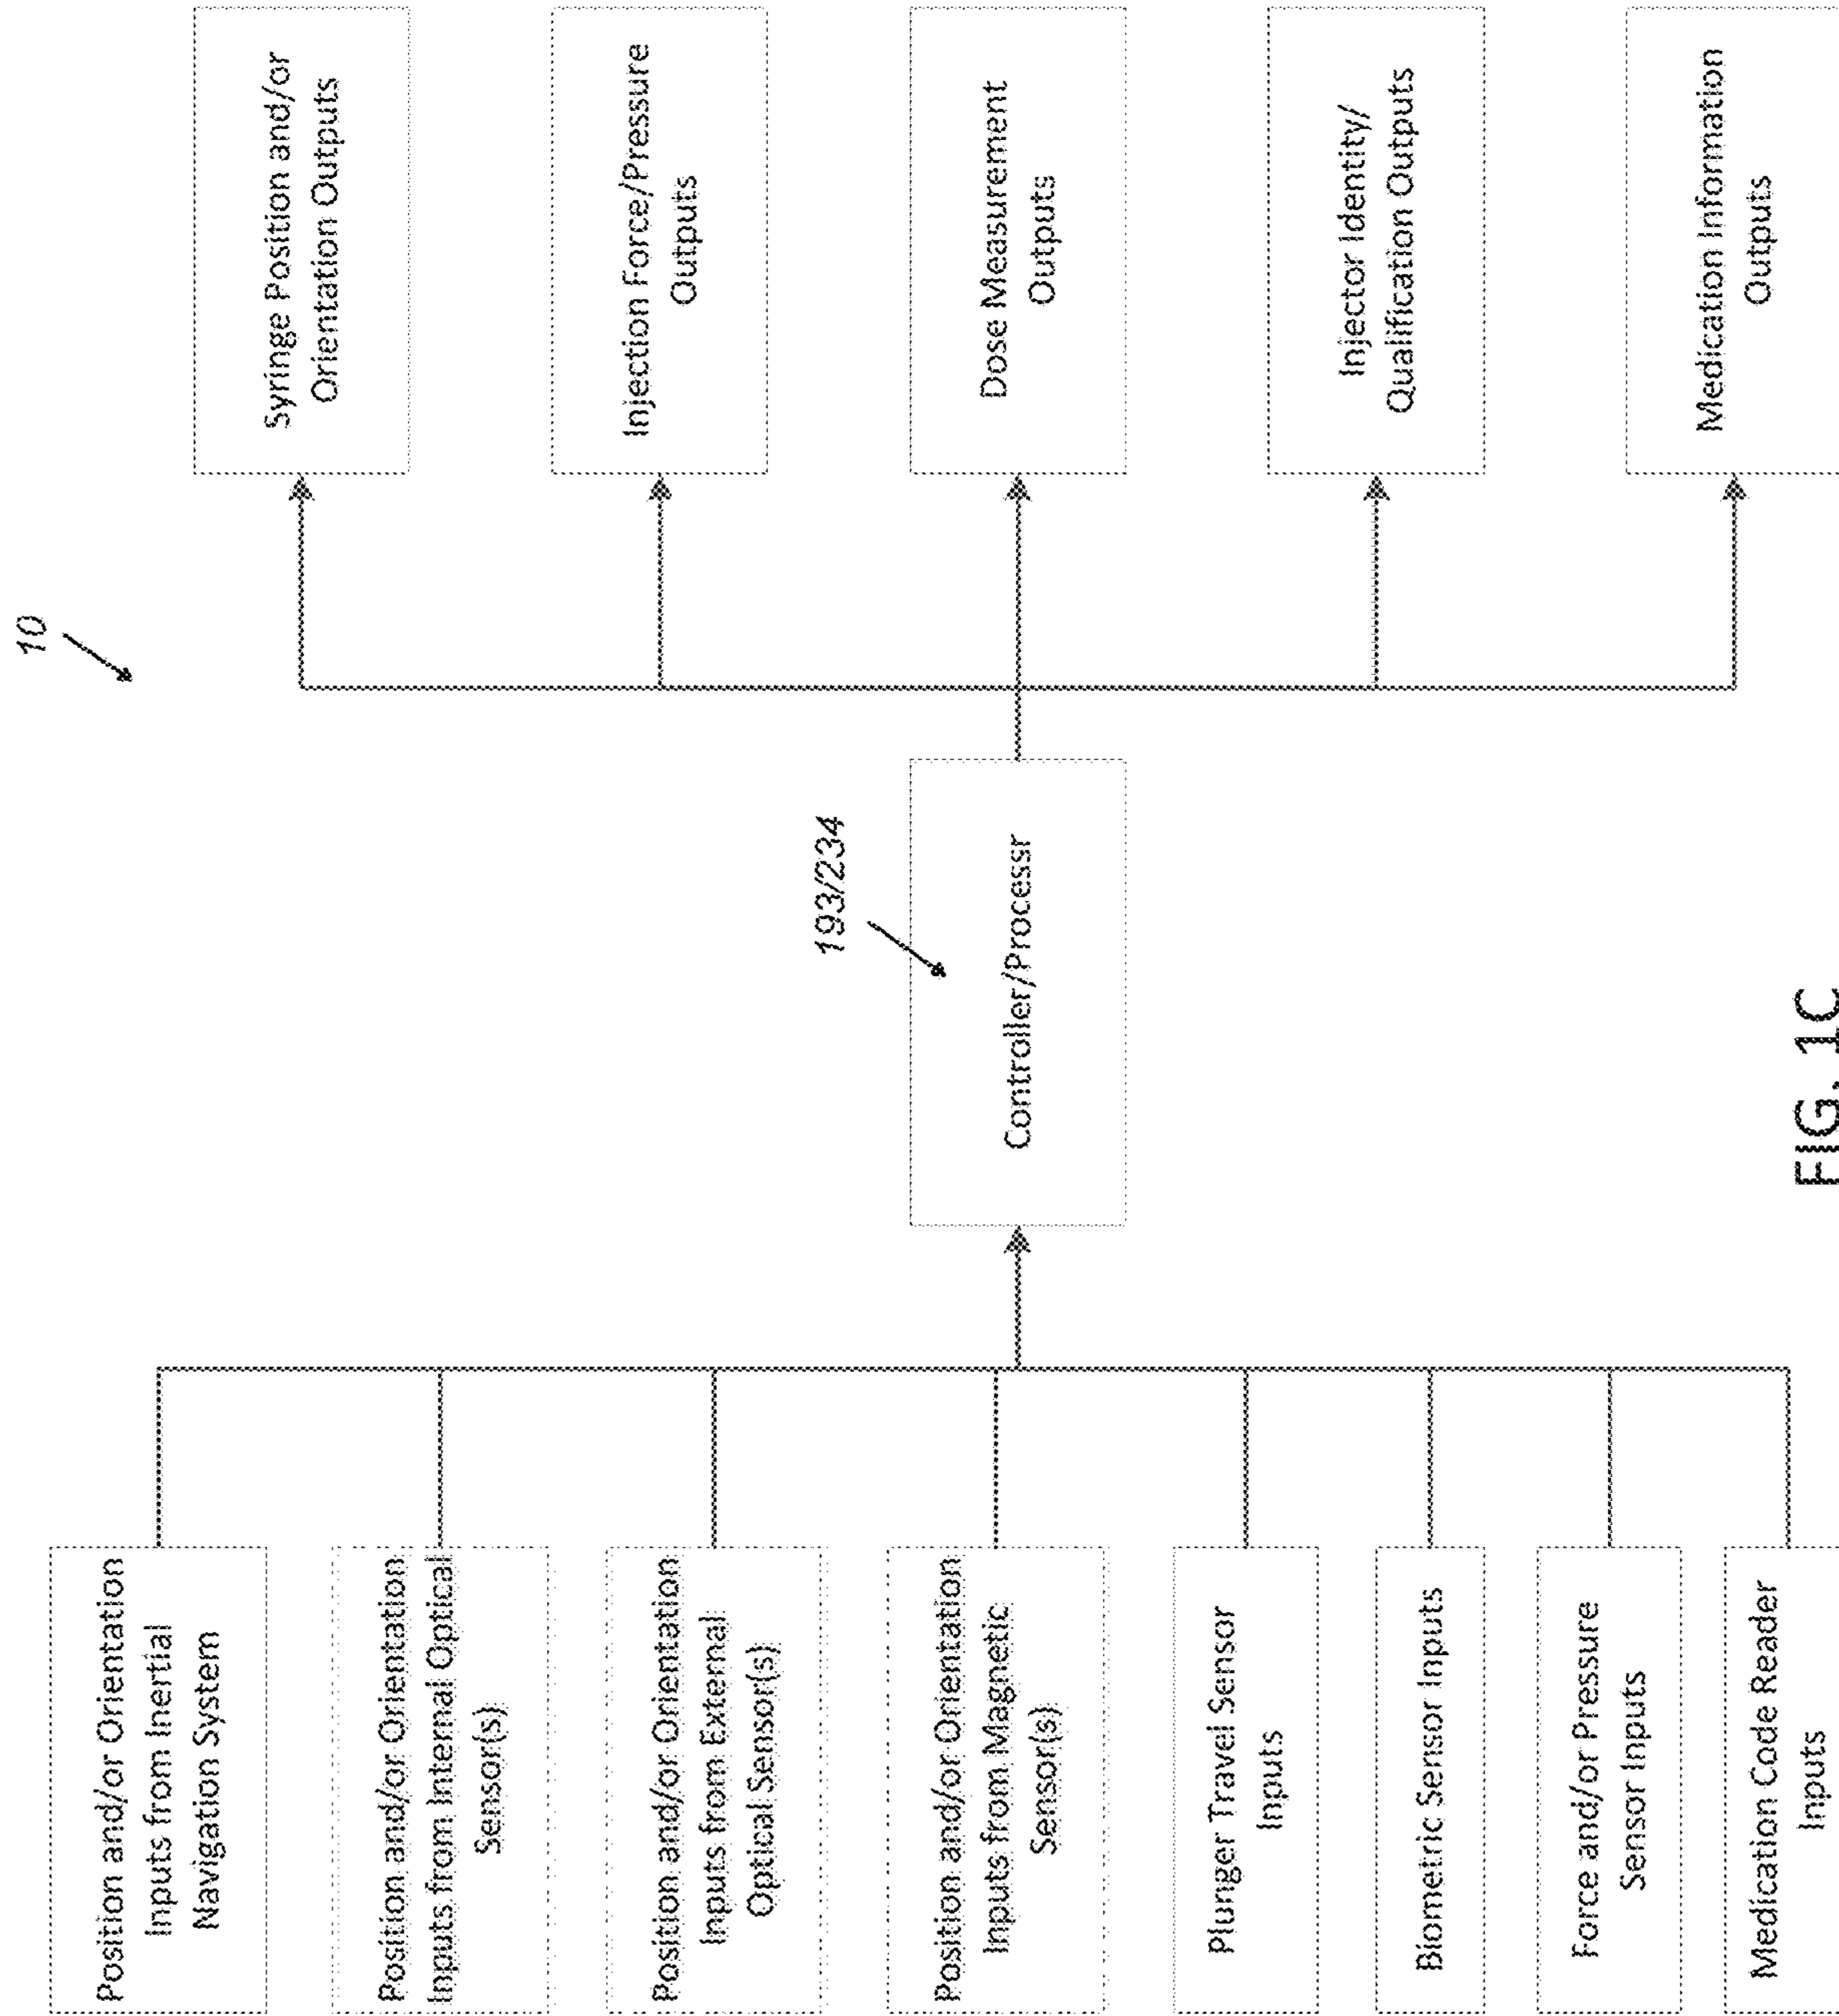 10
Position and/or Orientation
Inputs from Inertial
Navigation System
Position and/or Orientation
Inputs from Internal Optical
Sensor(s)
Position and/or Orientation
Inputs from External
Optical Sensor(s)
Position and/or Orientation
Inputs from Magnetic
Sensor(s)
Plunger Travel Sensor
Inputs
Biometric Sensor Inputs
Force and/or Pressure
Sensor Inputs
Medication Code Reader
Inputs
193/234
Controller/Processr
Syringe Position and/or
Orientation Outputs
Injection Force/Pressure
Outputs
Dose Measurement
Outputs
Injector Identity/
Qualification Outputs
Medication Information
Outputs
FIG. 1C